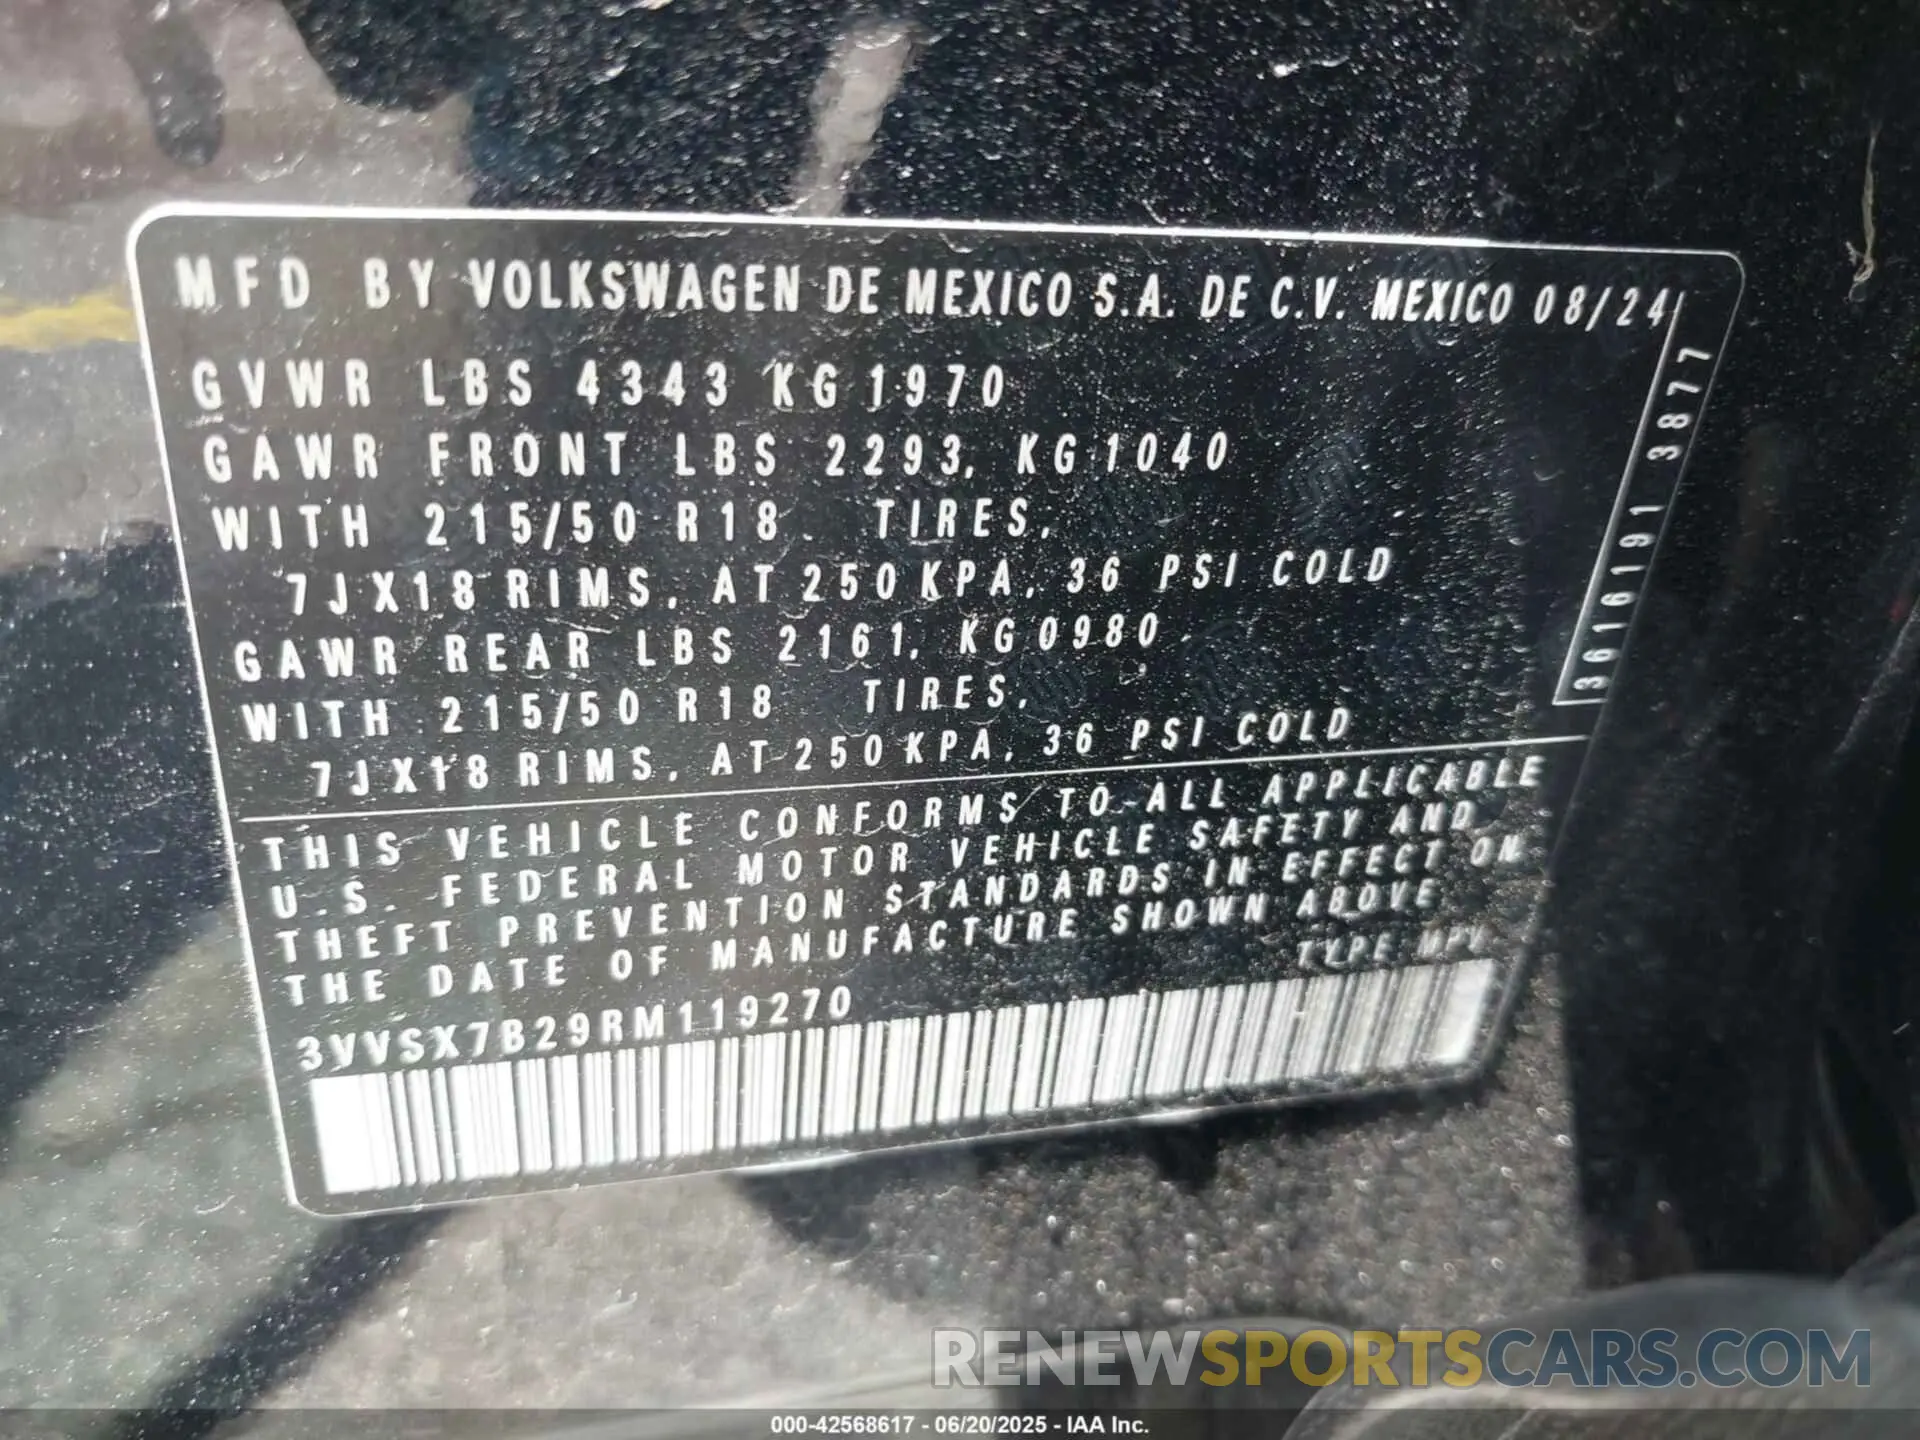 MFD BY VOLKSWAGEN DE MEXICO S.A. DE C.V. MEXICO 08/24
GVWR LBS 4343 KG 1970
GAWR FRONT LBS 2293, KG 1040
WITH 215/50 R18 TIRES,
7JX18 RIMS, AT 250 KPA, 36 PSI COLD
GAWR REAR LBS 2161, KG 0980
WITH 215/50 R18 TIRES,
7JX18 RIMS, AT 250 KPA, 36 PSI COLD
3616191 3877
THIS VEHICLE CONFORMS TO ALL APPLICABLE
U.S. FEDERAL MOTOR VEHICLE SAFETY AND
THEFT PREVENTION STANDARDS IN EFFECT ON
THE DATE OF MANUFACTURE SHOWN ABOVE
TYPE MPV
3VVSX7B29RM119270
RENEWSPORTSCARS.COM
000-42568617 - 06/20/2025 - IAA Inc.